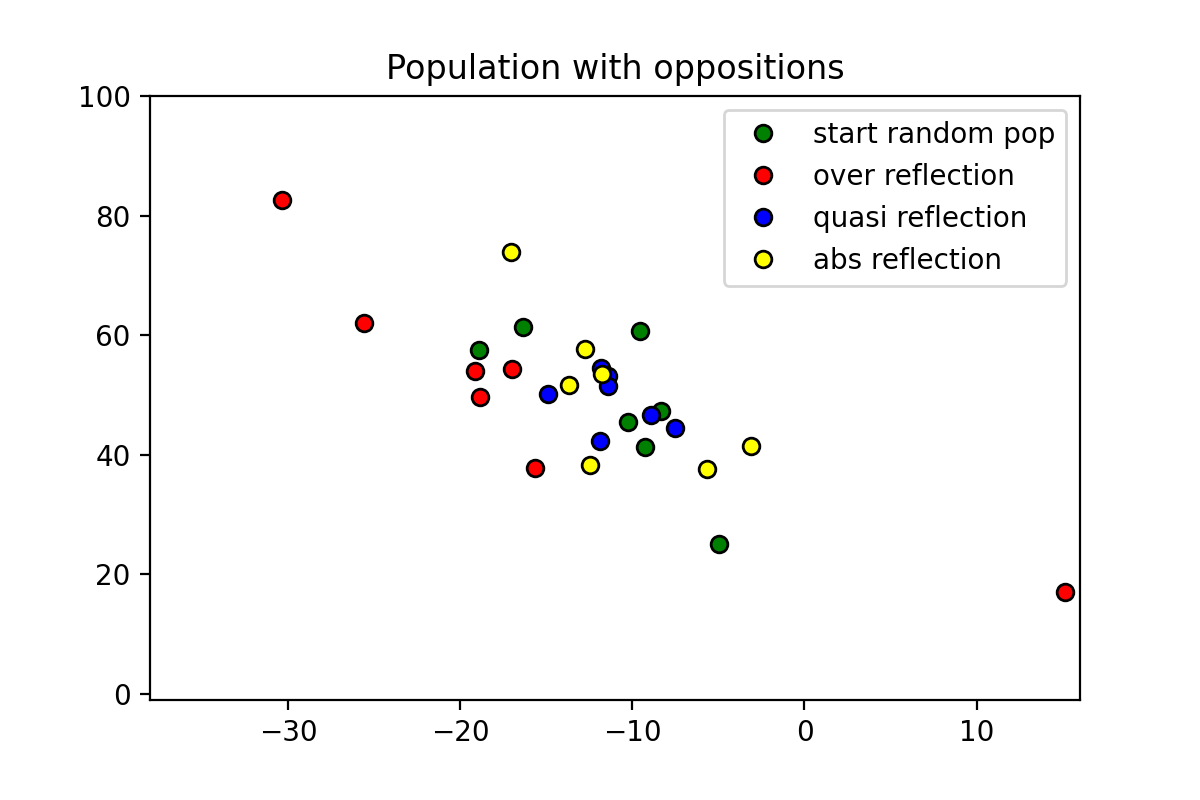 Population with oppositions
100
80
60
40
20
0
start random pop
over reflection
quasi reflection
abs reflection
−30 −20 −10 0 10